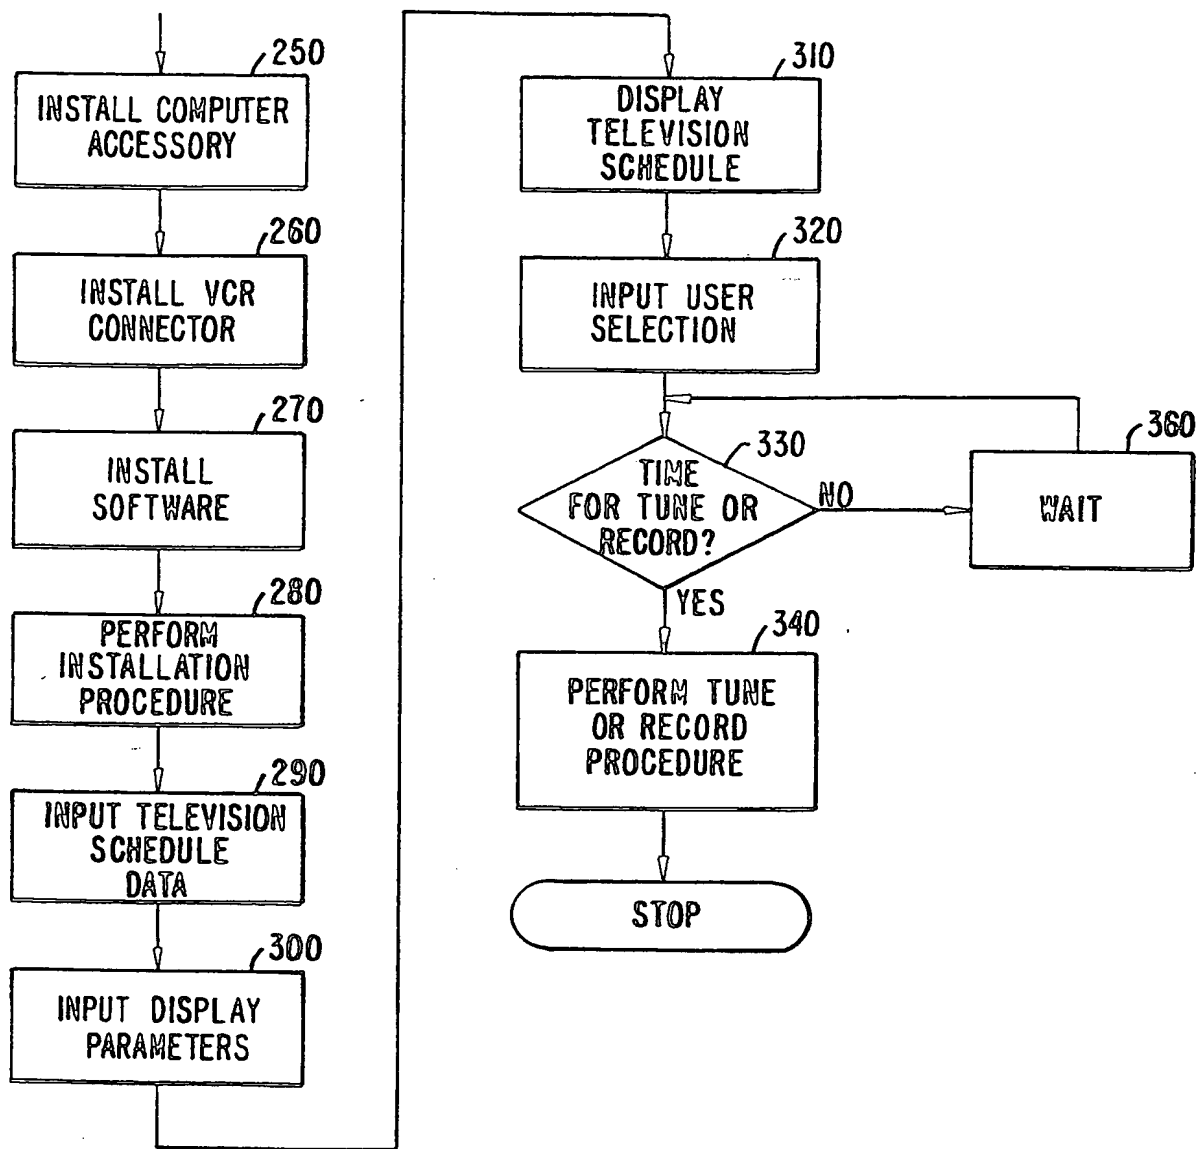 250
INSTALL COMPUTER
ACCESSORY
260
INSTALL VCR
CONNECTOR
270
INSTALL
SOFTWARE
280
PERFORM
INSTALLATION
PROCEDURE
290
INPUT TELEVISION
SCHEDULE
DATA
300
INPUT DISPLAY
PARAMETERS
310
DISPLAY
TELEVISION
SCHEDULE
320
INPUT USER
SELECTION
330
TIME
FOR TUNE OR
RECORD?
NO
360
WAIT
YES
340
PERFORM TUNE
OR RECORD
PROCEDURE
STOP